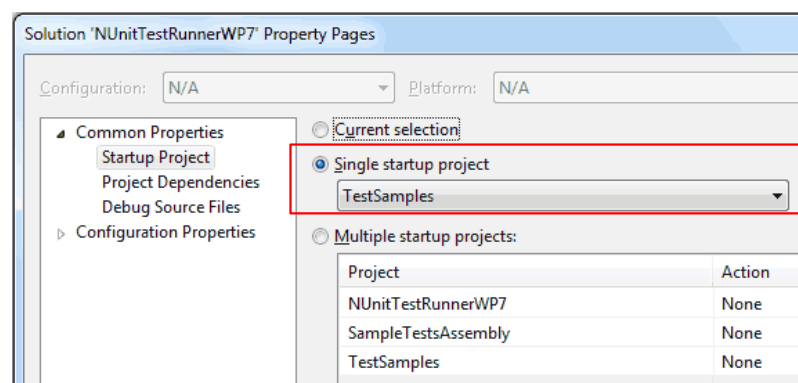 Solution 'NUnitTestRunnerWP7' Property Pages
Configuration: N/A Platform: N/A
Common Properties
Startup Project
Project Dependencies
Debug Source Files
Configuration Properties
Current selection
Single startup project
TestSamples
Multiple startup projects:
Project Action
NUnitTestRunnerWP7 None
SampleTestsAssembly None
TestSamples None